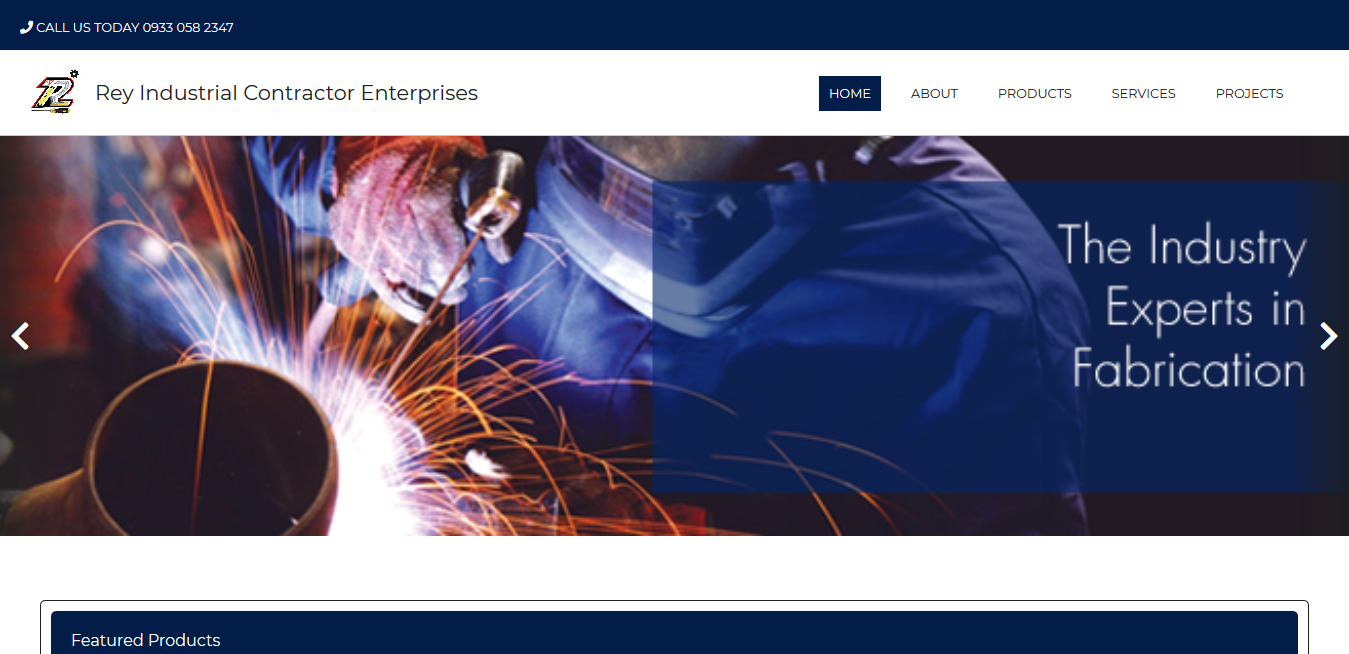 CALL US TODAY 0933 058 2347
Rey Industrial Contractor Enterprises
HOME ABOUT PRODUCTS SERVICES PROJECTS
The Industry
Experts in
Fabrication
Featured Products